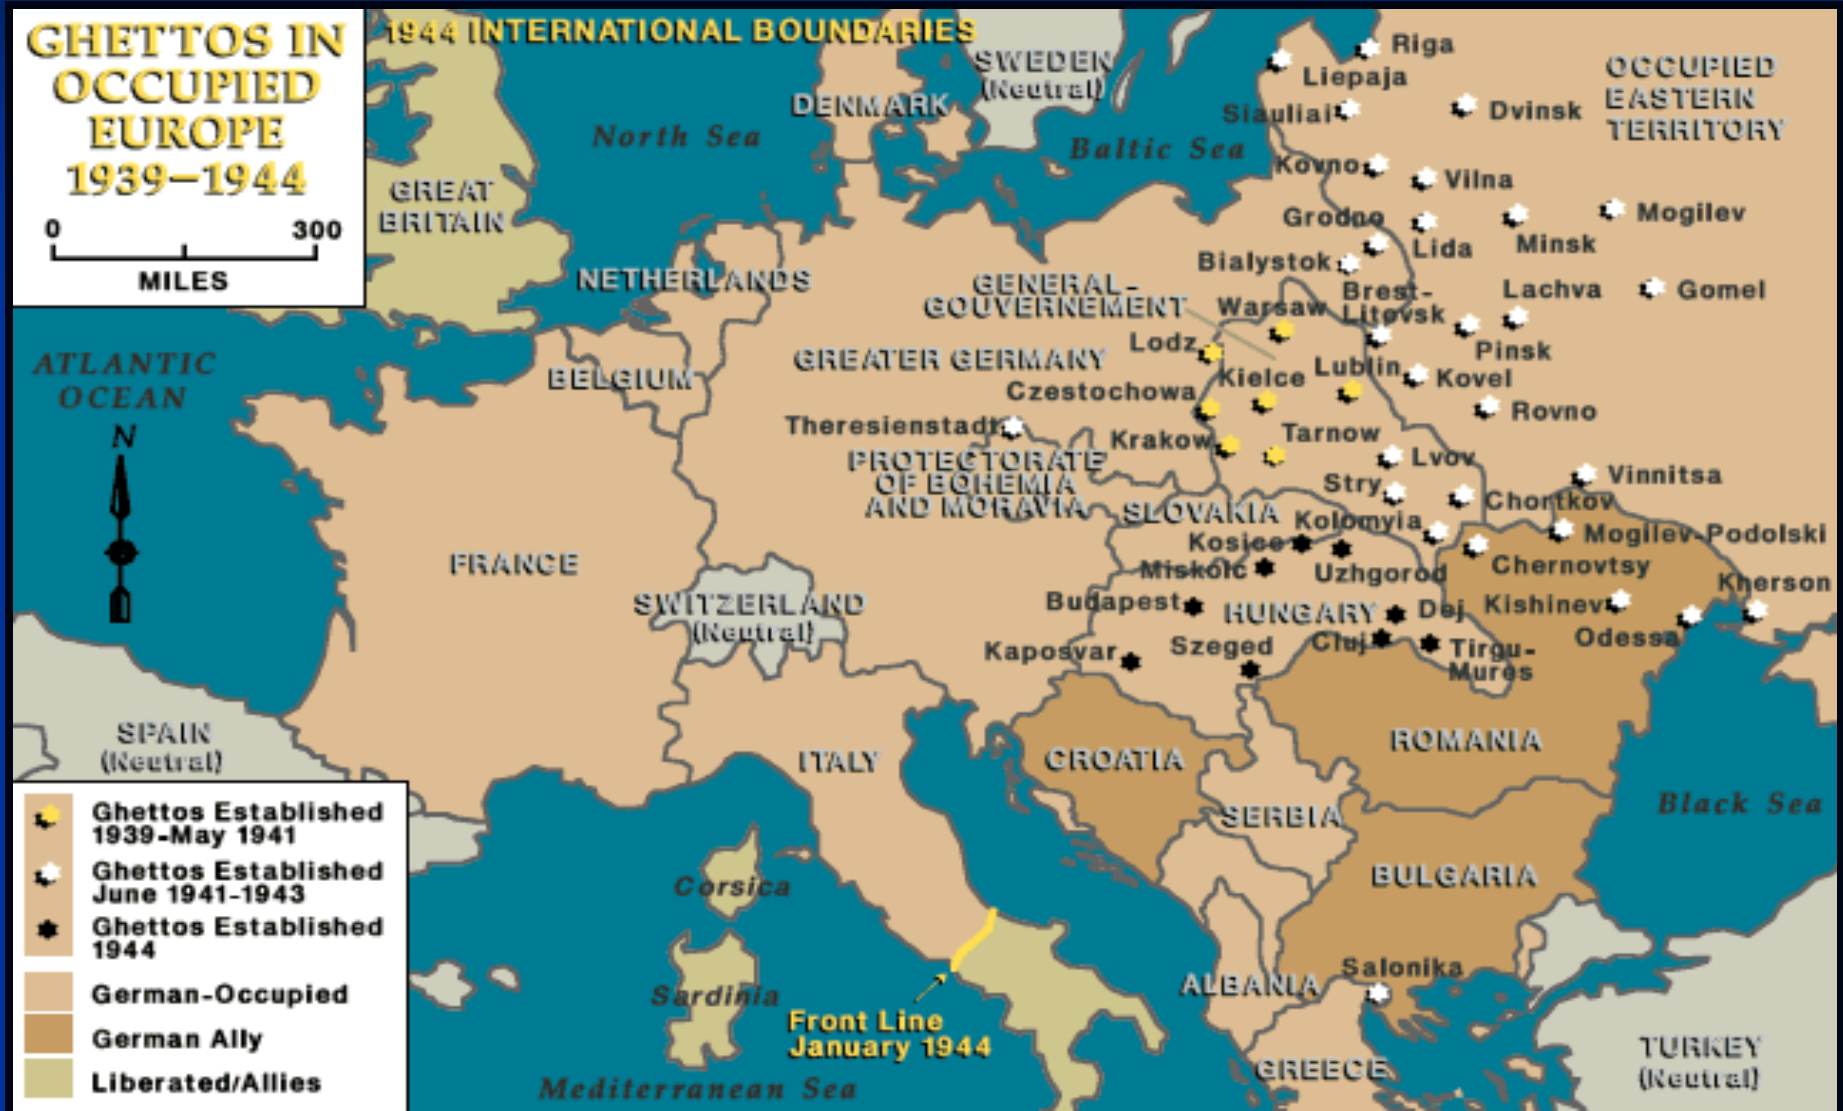 GHETTOS IN
OCCUPIED
EUROPE
1939–1944
0 300
MILES
1944 INTERNATIONAL BOUNDARIES
SWEDEN
(Neutral)
DENMARK
North Sea
Baltic Sea
GREAT
BRITAIN
NETHERLANDS
BELGIUM
ATLANTIC
OCEAN
N
Riga
Liepaja
Siauliai
Dvinsk
OCCUPIED
EASTERN
TERRITORY
Kovno
Vilna
Grodno
Lida
Minsk
Mogilev
Bialystok
GENERAL-
GOUVERNEMENT
Warsaw
Brest-
Litovsk
Lachva
Gomel
Pinsk
Lodz
GREATER GERMANY
Kielce
Lublin
Kovel
Czestochowa
Rovno
Theresienstadt
Krakow
Tarnow
Lvov
PROTECTORATE
OF BOHEMIA
AND MORAVIA
Stry
Vinnitsa
Chortkov
SLOVAKIA
Kolomyia
Mogilev-Podolski
Kosice
Miskolc
Uzhgorod
Chernovtsy
Kherson
FRANCE
SWITZERLAND
(Neutral)
Budapest
HUNGARY
Dej
Kishinev
Odessa
Kaposvar
Szeged
Cluj
Tirgu-
Mures
SPAIN
(Neutral)
ITALY
CROATIA
ROMANIA
SERBIA
Black Sea
BULGARIA
Corsica
Sardinia
ALBANIA
Salonika
Front Line
January 1944
GREECE
TURKEY
(Neutral)
Mediterranean Sea
Ghettos Established
1939-May 1941
Ghettos Established
June 1941-1943
Ghettos Established
1944
German-Occupied
German Ally
Liberated/Allies